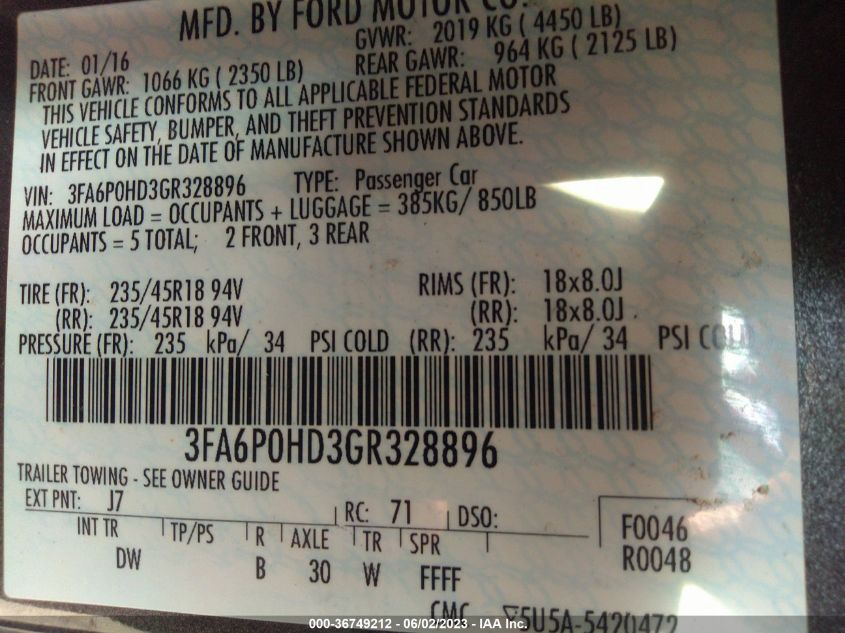 MFD. BY FORD MOTOR CO.
DATE: 01/16 GVWR: 2019 KG ( 4450 LB)
FRONT GAWR: 1066 KG ( 2350 LB) REAR GAWR: 964 KG ( 2125 LB)
THIS VEHICLE CONFORMS TO ALL APPLICABLE FEDERAL MOTOR
VEHICLE SAFETY, BUMPER, AND THEFT PREVENTION STANDARDS
IN EFFECT ON THE DATE OF MANUFACTURE SHOWN ABOVE.
VIN: 3FA6P0HD3GR328896 TYPE: Passenger Car
MAXIMUM LOAD = OCCUPANTS + LUGGAGE = 385KG/ 850LB
OCCUPANTS = 5 TOTAL; 2 FRONT, 3 REAR
TIRE (FR): 235/45R18 94V RIMS (FR): 18x8.0J
(RR): 235/45R18 94V (RR): 18x8.0J
PRESSURE (FR): 235 kPa/ 34 PSI COLD (RR): 235 kPa/ 34 PSI COLD
3FA6P0HD3GR328896
TRAILER TOWING - SEE OWNER GUIDE
EXT PNT: J7 RC: 71 DSO:
F0046
INT TR TP/PS R AXLE TR SPR
R0048
DW B 30 W FFFF
CMC 5U5A-5420472
000-36749212 - 06/02/2023 - IAA Inc.